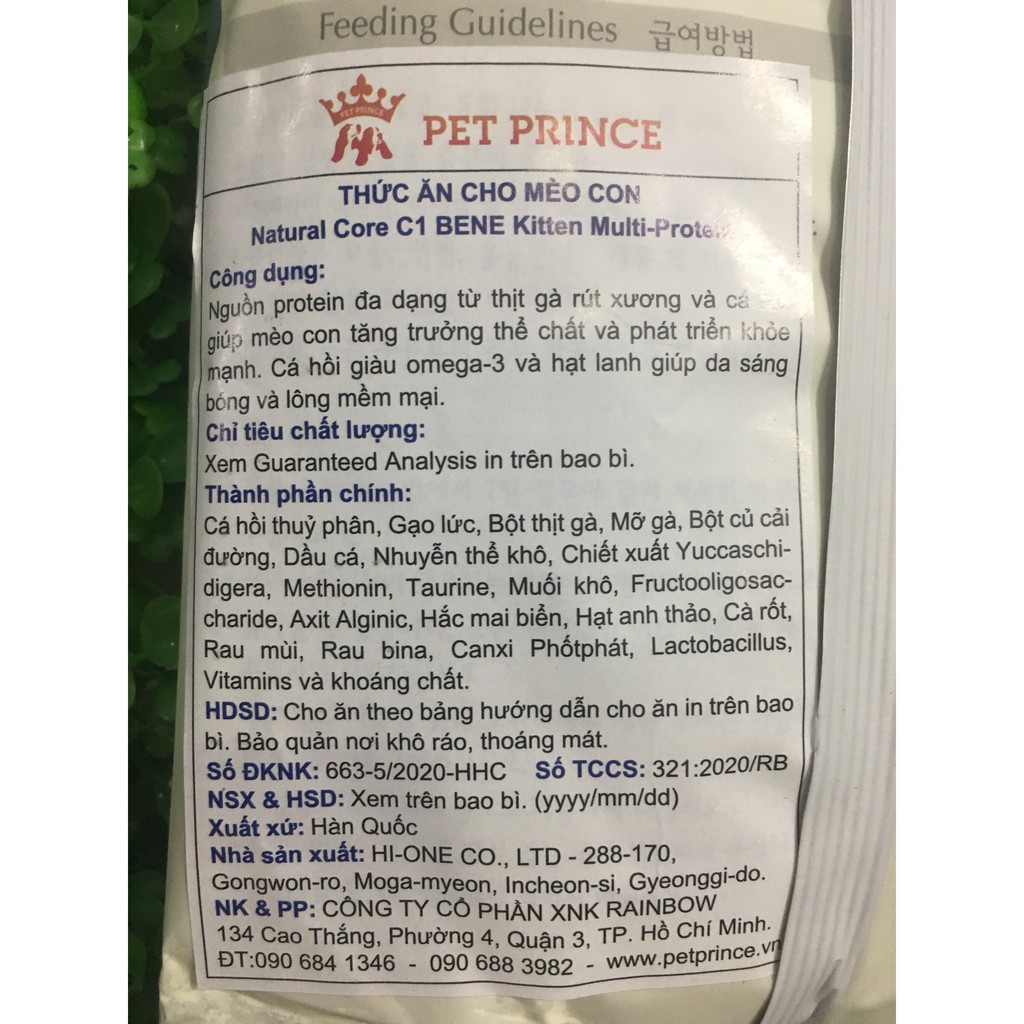 Feeding Guidelines 급여방법
PET PRINCE
PET PRINCE
THỨC ĂN CHO MÈO CON
Natural Core C1 BENE Kitten Multi-Protein
Công dụng:
Nguồn protein đa dạng từ thịt gà rút xương và cá
giúp mèo con tăng trưởng thể chất và phát triển khỏe
mạnh. Cá hồi giàu omega-3 và hạt lanh giúp da sáng
bóng và lông mềm mại.
Chỉ tiêu chất lượng:
Xem Guaranteed Analysis in trên bao bì.
Thành phần chính:
Cá hồi thuỷ phân, Gạo lức, Bột thịt gà, Mỡ gà, Bột củ cải
đường, Dầu cá, Nhuyễn thể khô, Chiết xuất Yuccaschi-
digera, Methionin, Taurine, Muối khô, Fructooligosac-
charide, Axit Alginic, Hắc mai biển, Hạt anh thảo, Cà rốt,
Rau mùi, Rau bina, Canxi Phốtphát, Lactobacillus,
Vitamins và khoáng chất.
HDSD: Cho ăn theo bảng hướng dẫn cho ăn in trên bao
bì. Bảo quản nơi khô ráo, thoáng mát.
Số ĐKNK: 663-5/2020-HHC Số TCCS: 321:2020/RB
NSX & HSD: Xem trên bao bì. (yyyy/mm/dd)
Xuất xứ: Hàn Quốc
Nhà sản xuất: HI-ONE CO., LTD - 288-170,
Gongwon-ro, Moga-myeon, Incheon-si, Gyeonggi-do.
NK & PP: CÔNG TY CỔ PHẦN XNK RAINBOW
134 Cao Thắng, Phường 4, Quận 3, TP. Hồ Chí Minh.
ĐT:090 684 1346 - 090 688 3982 - www.petprince.vn